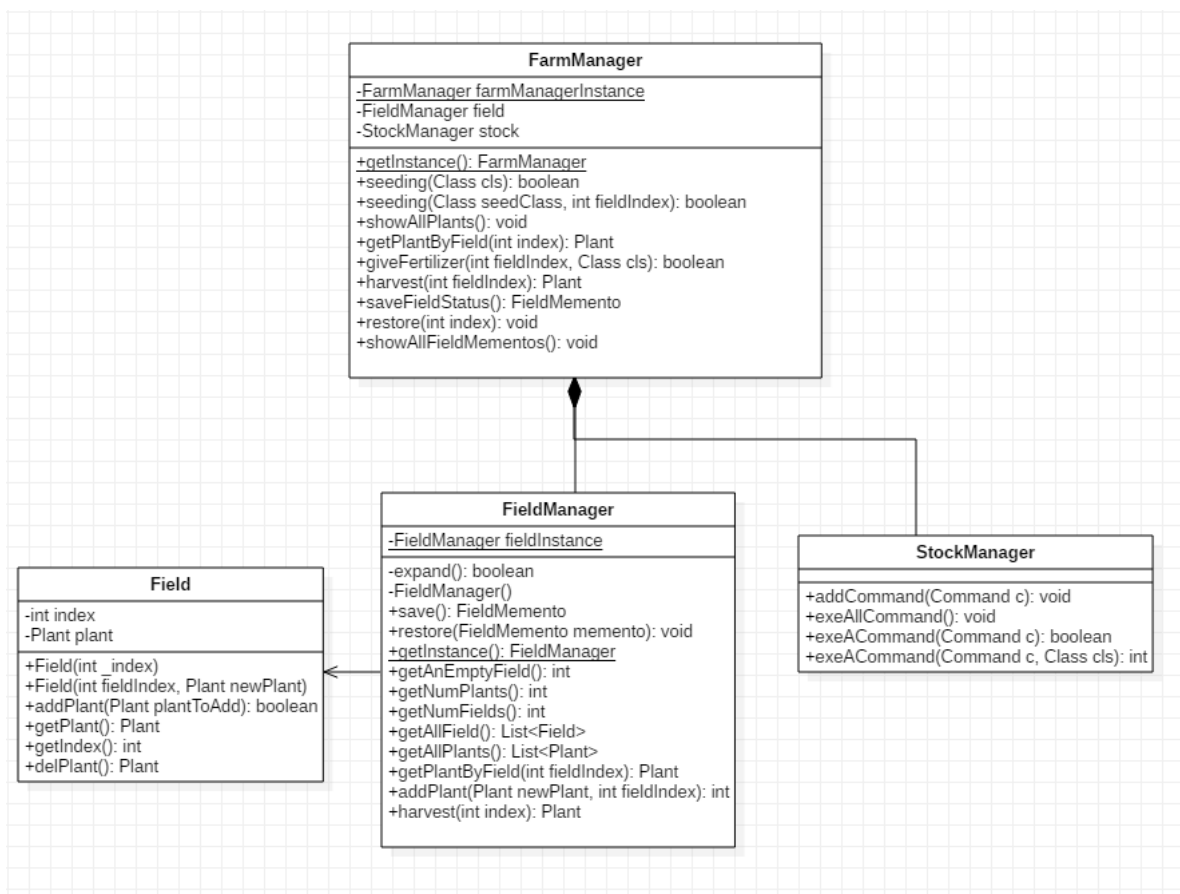 FarmManager
-FarmManager farmManagerInstance
-FieldManager field
-StockManager stock
+getInstance(): FarmManager
+seeding(Class cls): boolean
+seeding(Class seedClass, int fieldIndex): boolean
+showAllPlants(): void
+getPlantByField(int index): Plant
+giveFertilizer(int fieldIndex, Class cls): boolean
+harvest(int fieldIndex): Plant
+saveFieldStatus(): FieldMemento
+restore(int index): void
+showAllFieldMementos(): void
Field
-int index
-Plant plant
+Field(int _index)
+Field(int fieldIndex, Plant newPlant)
+addPlant(Plant plantToAdd): boolean
+getPlant(): Plant
+getIndex(): int
+delPlant(): Plant
FieldManager
-FieldManager fieldInstance
-expand(): boolean
-FieldManager()
+save(): FieldMemento
+restore(FieldMemento memento): void
+getInstance(): FieldManager
+getAnEmptyField(): int
+getNumPlants(): int
+getNumFields(): int
+getAllField(): List<Field>
+getAllPlants(): List<Plant>
+getPlantByField(int fieldIndex): Plant
+addPlant(Plant newPlant, int fieldIndex): int
+harvest(int index): Plant
StockManager
+addCommand(Command c): void
+exeAllCommand(): void
+exeACommand(Command c): boolean
+exeACommand(Command c, Class cls): int